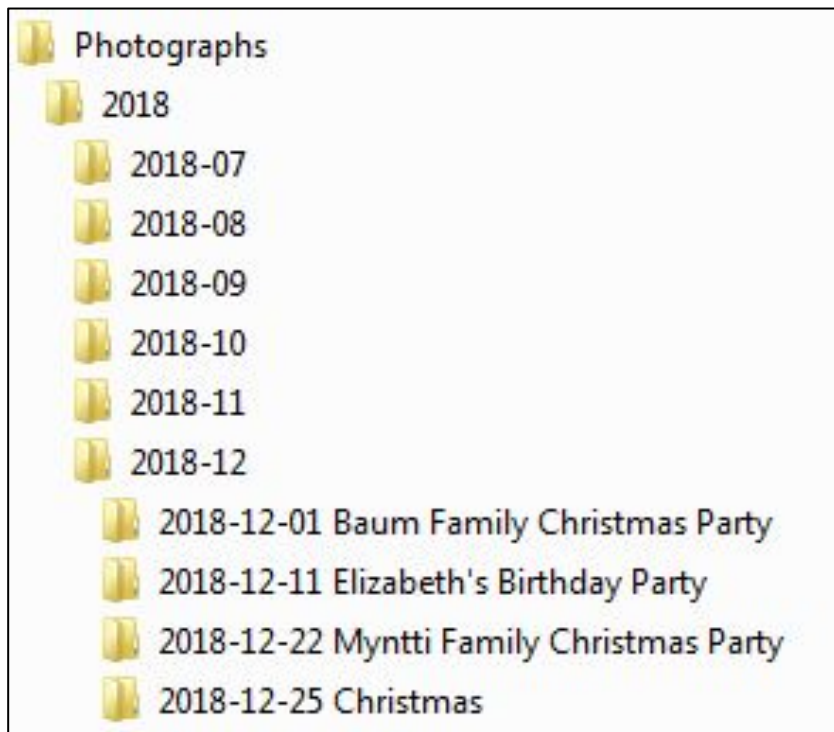 Photographs
2018
2018-07
2018-08
2018-09
2018-10
2018-11
2018-12
2018-12-01 Baum Family Christmas Party
2018-12-11 Elizabeth's Birthday Party
2018-12-22 Myntti Family Christmas Party
2018-12-25 Christmas